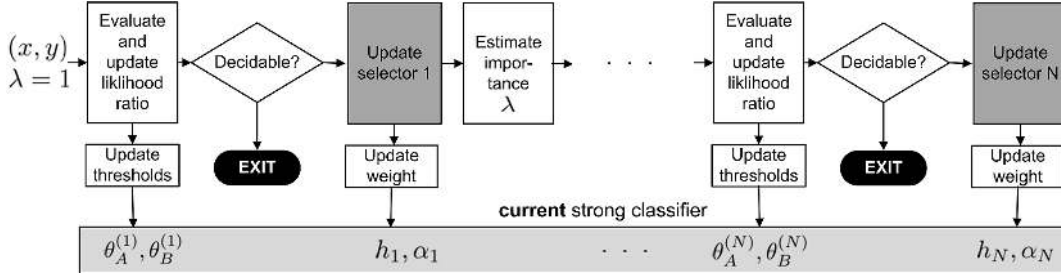 (x, y)
λ = 1
Evaluate
and
update
liklihood
ratio
Decidable?
Update
selector 1
Estimate
impor-
tance
λ
. . .
Evaluate
and
update
liklihood
ratio
Decidable?
Update
selector N
Update
thresholds
EXIT
Update
weight
Update
thresholds
EXIT
Update
weight
current strong classifier
θ_A^{(1)}, θ_B^{(1)}
h_1, α_1
. . .
θ_A^{(N)}, θ_B^{(N)}
h_N, α_N